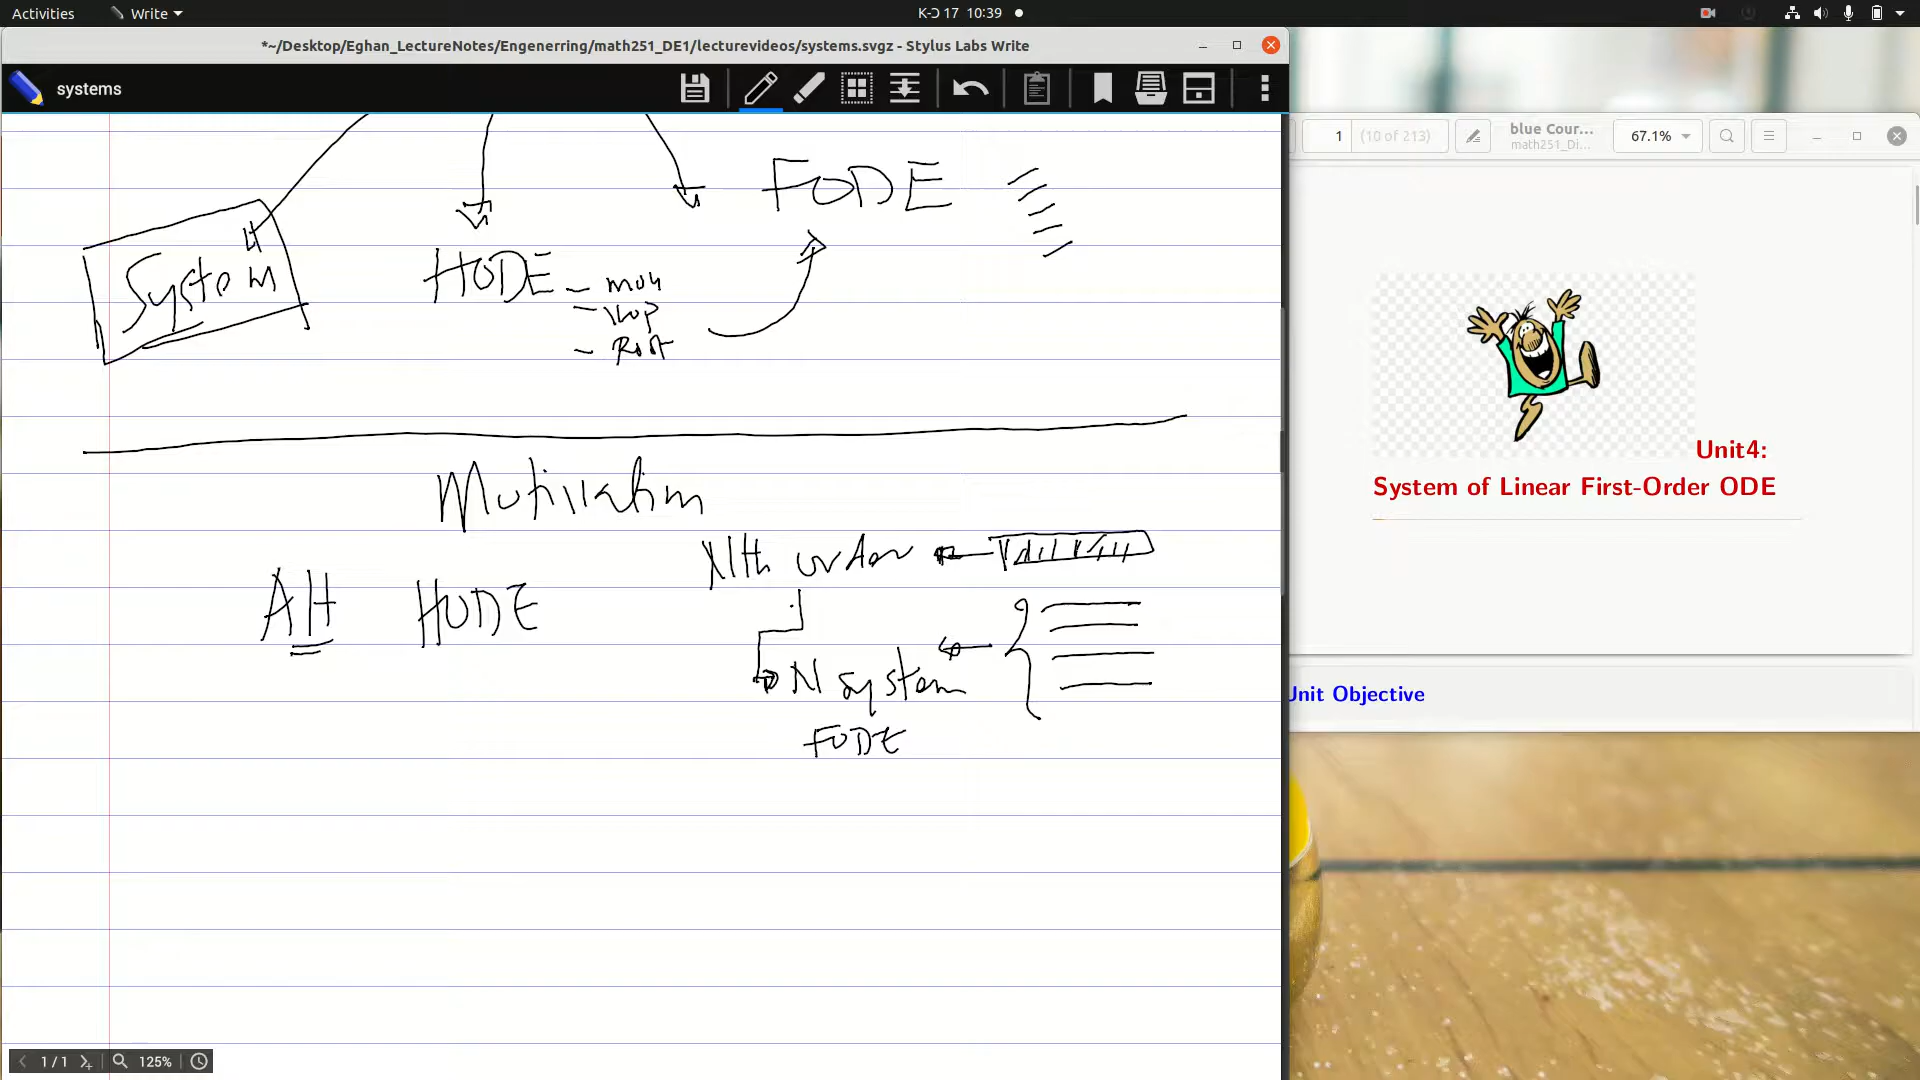 Activities
Write
K-Ɔ 17 10:39
*~/Desktop/Eghan_LectureNotes/Engenerring/math251_DE1/lecturevideos/systems.svgz - Stylus Labs Write
systems
FODE
System
HODE
Motivation
Nth order
AH HODE
N system
FODE
1/1
125%
1
(10 of 213)
blue Cour...
math251_Di...
67.1%
Unit4:
System of Linear First-Order ODE
Unit Objective